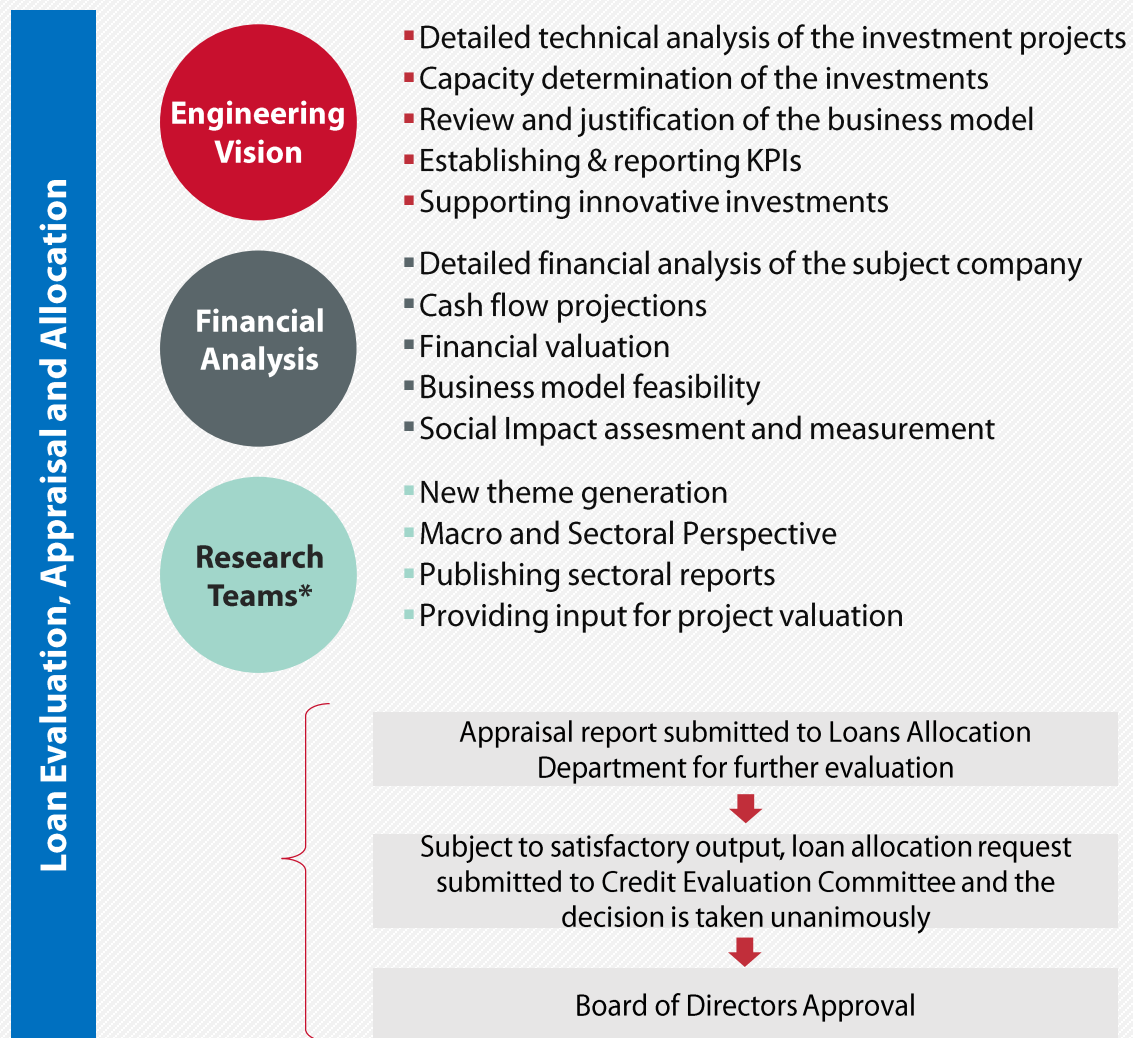 Loan Evaluation, Appraisal and Allocation
Engineering
Vision
Detailed technical analysis of the investment projects
Capacity determination of the investments
Review and justification of the business model
Establishing & reporting KPIs
Supporting innovative investments
Financial
Analysis
Detailed financial analysis of the subject company
Cash flow projections
Financial valuation
Business model feasibility
Social Impact assesment and measurement
Research
Teams*
New theme generation
Macro and Sectoral Perspective
Publishing sectoral reports
Providing input for project valuation
Appraisal report submitted to Loans Allocation
Department for further evaluation
Subject to satisfactory output, loan allocation request
submitted to Credit Evaluation Committee and the
decision is taken unanimously
Board of Directors Approval